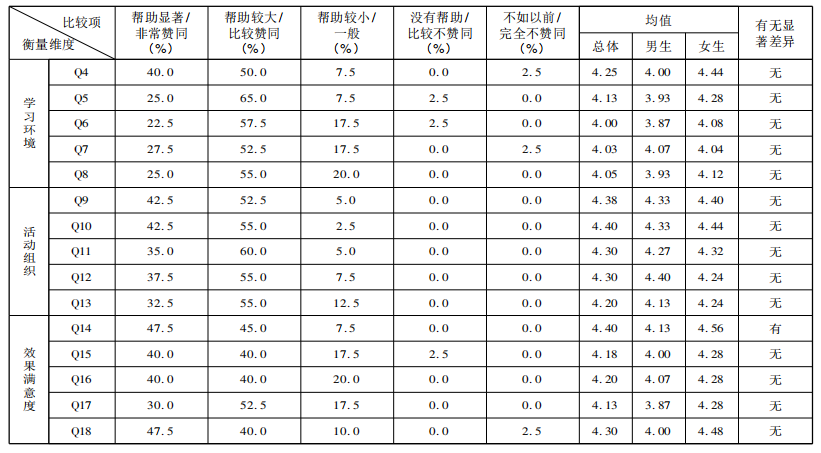 比较项 帮助显著/ 帮助较大/ 帮助较小/ 没有帮助/ 不如以前/ 均值 有无显
衡量维度 非常赞同 比较赞同 一般 比较不赞同 完全不赞同 总体 男生 女生 著差异
(%) (%) (%) (%) (%)
学习环境
Q4 40.0 50.0 7.5 0.0 2.5 4.25 4.00 4.44 无
Q5 25.0 65.0 7.5 2.5 0.0 4.13 3.93 4.28 无
Q6 22.5 57.5 17.5 2.5 0.0 4.00 3.87 4.08 无
Q7 27.5 52.5 17.5 0.0 2.5 4.03 4.07 4.04 无
Q8 25.0 55.0 20.0 0.0 0.0 4.05 3.93 4.12 无
活动组织
Q9 42.5 52.5 5.0 0.0 0.0 4.38 4.33 4.40 无
Q10 42.5 55.0 2.5 0.0 0.0 4.40 4.33 4.44 无
Q11 35.0 60.0 5.0 0.0 0.0 4.30 4.27 4.32 无
Q12 37.5 55.0 7.5 0.0 0.0 4.30 4.40 4.24 无
Q13 32.5 55.0 12.5 0.0 0.0 4.20 4.13 4.24 无
效果满意度
Q14 47.5 45.0 7.5 0.0 0.0 4.40 4.13 4.56 有
Q15 40.0 40.0 17.5 2.5 0.0 4.18 4.00 4.28 无
Q16 40.0 40.0 20.0 0.0 0.0 4.20 4.07 4.28 无
Q17 30.0 52.5 17.5 0.0 0.0 4.13 3.87 4.28 无
Q18 47.5 40.0 10.0 0.0 2.5 4.30 4.00 4.48 无